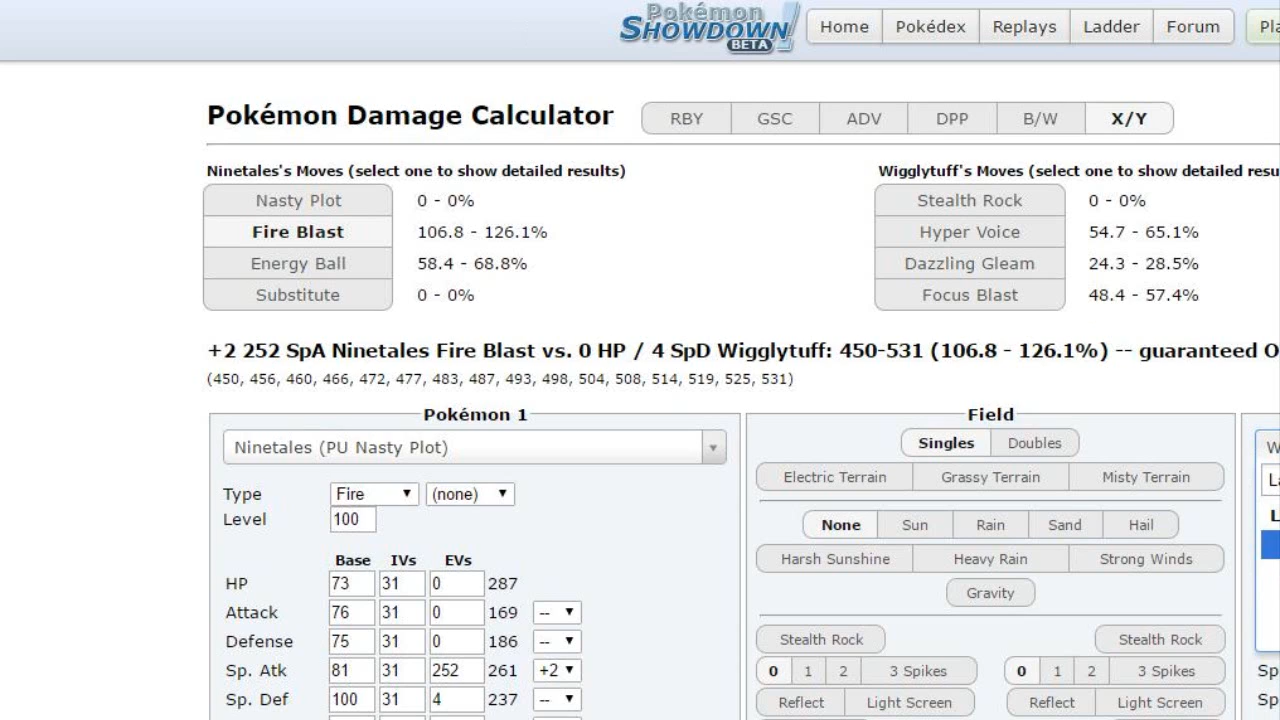 Pokémon
SHOWDOWN
BETA
Home Pokédex Replays Ladder Forum Pla
Pokémon Damage Calculator RBY GSC ADV DPP B/W X/Y
Ninetales's Moves (select one to show detailed results) Wigglytuff's Moves (select one to show detailed resu
Nasty Plot 0 - 0% Stealth Rock 0 - 0%
Fire Blast 106.8 - 126.1% Hyper Voice 54.7 - 65.1%
Energy Ball 58.4 - 68.8% Dazzling Gleam 24.3 - 28.5%
Substitute 0 - 0% Focus Blast 48.4 - 57.4%
+2 252 SpA Ninetales Fire Blast vs. 0 HP / 4 SpD Wigglytuff: 450-531 (106.8 - 126.1%) -- guaranteed O
(450, 456, 460, 466, 472, 477, 483, 487, 493, 498, 504, 508, 514, 519, 525, 531)
Pokémon 1
Ninetales (PU Nasty Plot)
Type Fire (none)
Level 100
Base IVs EVs
HP 73 31 0 287
Attack 76 31 0 169 --
Defense 75 31 0 186 --
Sp. Atk 81 31 252 261 +2
Sp. Def 100 31 4 237 --
Field
Singles Doubles
Electric Terrain Grassy Terrain Misty Terrain
None Sun Rain Sand Hail
Harsh Sunshine Heavy Rain Strong Winds
Gravity
Stealth Rock Stealth Rock
0 1 2 3 Spikes 0 1 2 3 Spikes
Reflect Light Screen Reflect Light Screen
W
La
L
Sp
Sp